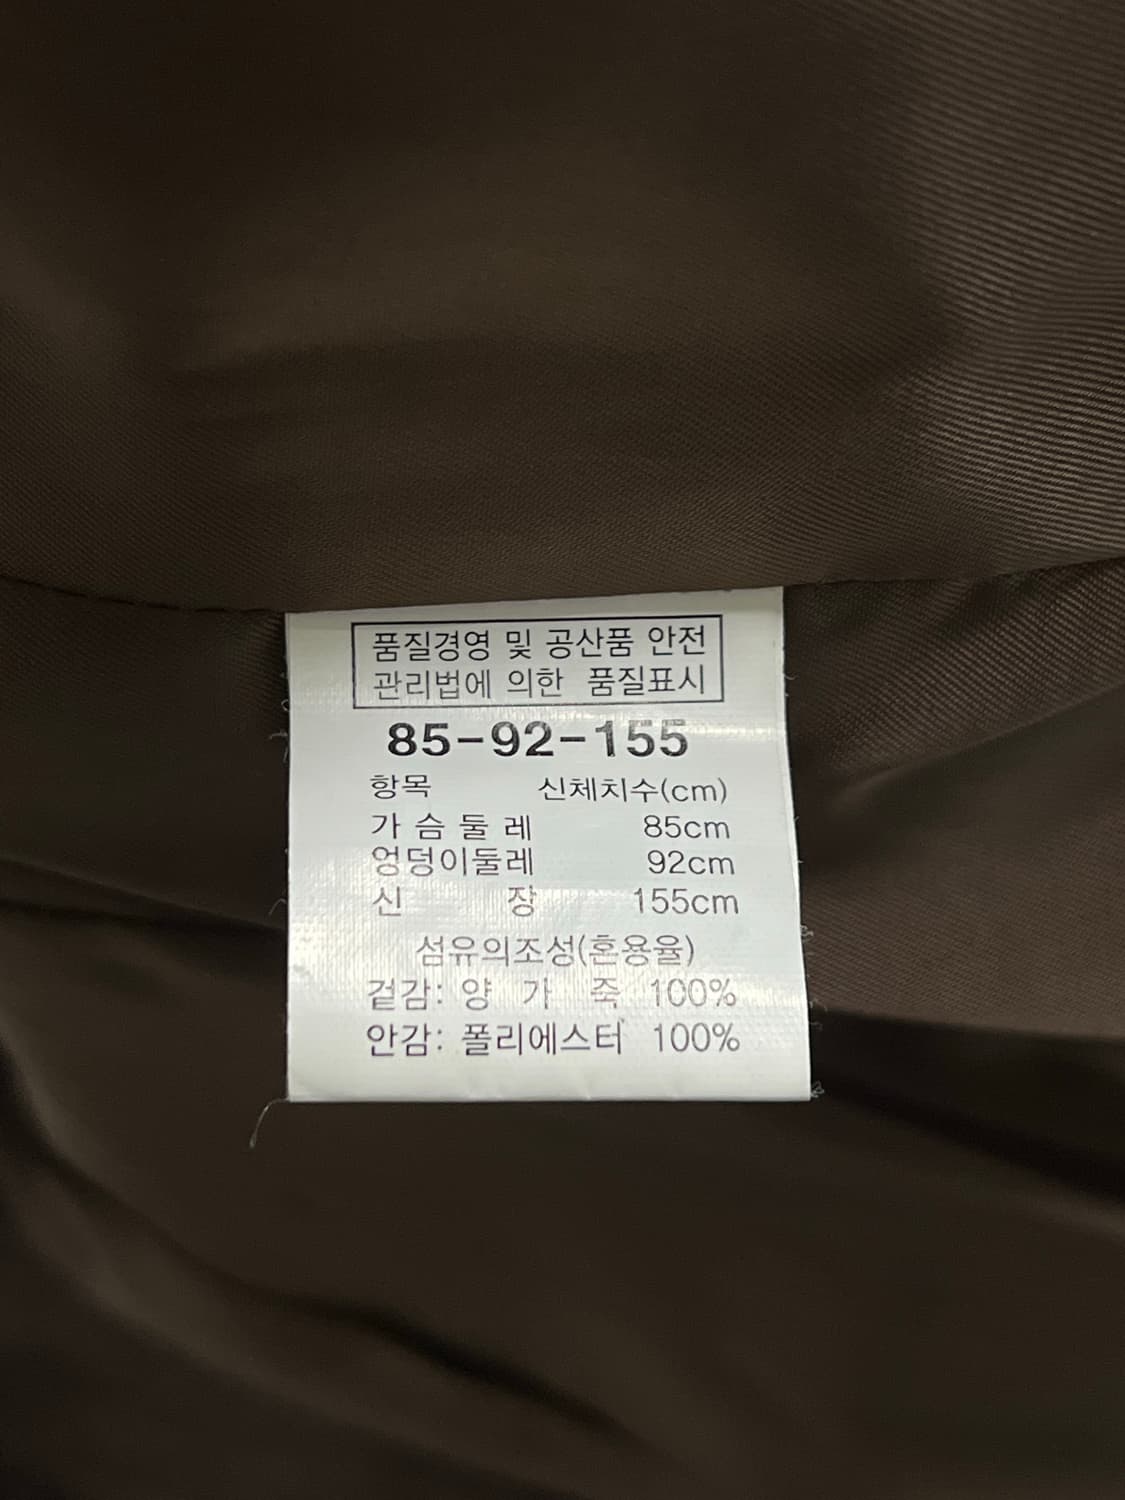 품질경영 및 공산품 안전
관리법에 의한 품질표시
85-92-155
항목 신체치수(cm)
가 슴 둘 레 85cm
엉덩이둘레 92cm
신 장 155cm
섬유의조성(혼용율)
겉감: 양 가 죽 100%
안감: 폴리에스터 100%